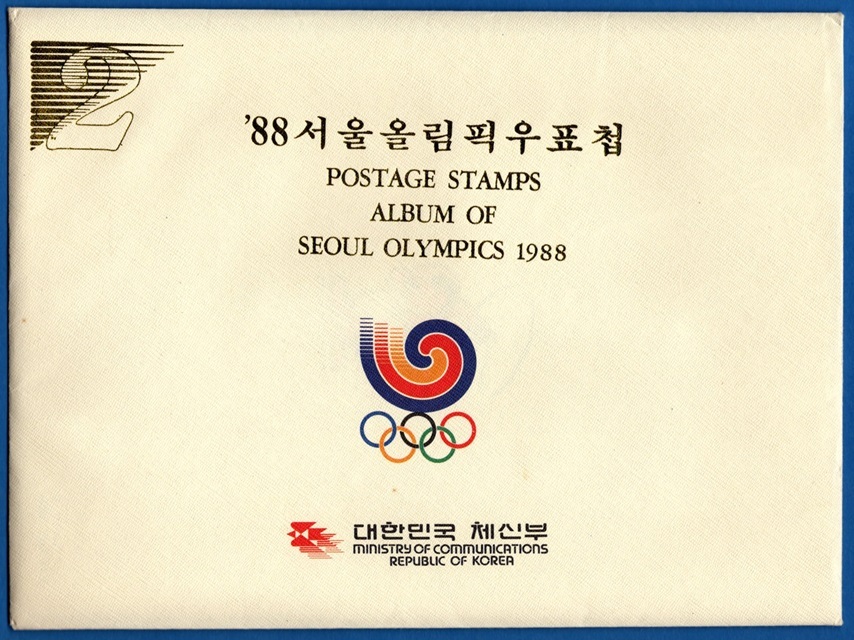 2
'88서울올림픽우표첩
POSTAGE STAMPS
ALBUM OF
SEOUL OLYMPICS 1988
대한민국 체신부
MINISTRY OF COMMUNICATIONS
REPUBLIC OF KOREA